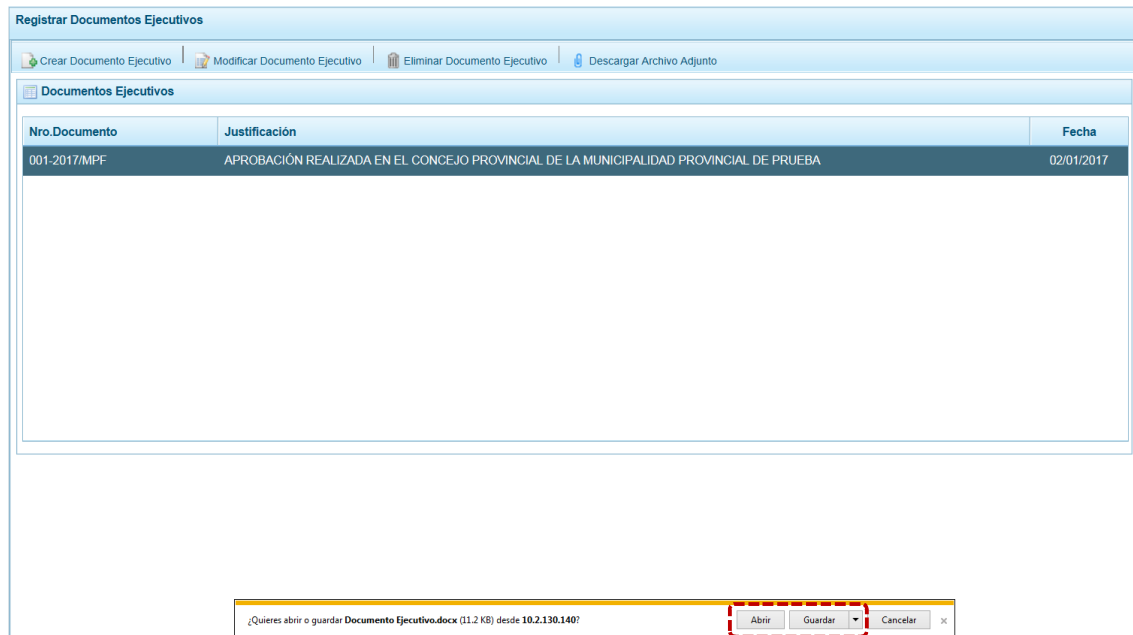 Registrar Documentos Ejecutivos
Crear Documento Ejecutivo Modificar Documento Ejecutivo Eliminar Documento Ejecutivo Descargar Archivo Adjunto
Documentos Ejecutivos
Nro.Documento Justificación Fecha
001-2017/MPF APROBACIÓN REALIZADA EN EL CONCEJO PROVINCIAL DE LA MUNICIPALIDAD PROVINCIAL DE PRUEBA 02/01/2017
¿Quieres abrir o guardar Documento Ejecutivo.docx (11.2 KB) desde 10.2.130.140? Abrir Guardar Cancelar ×